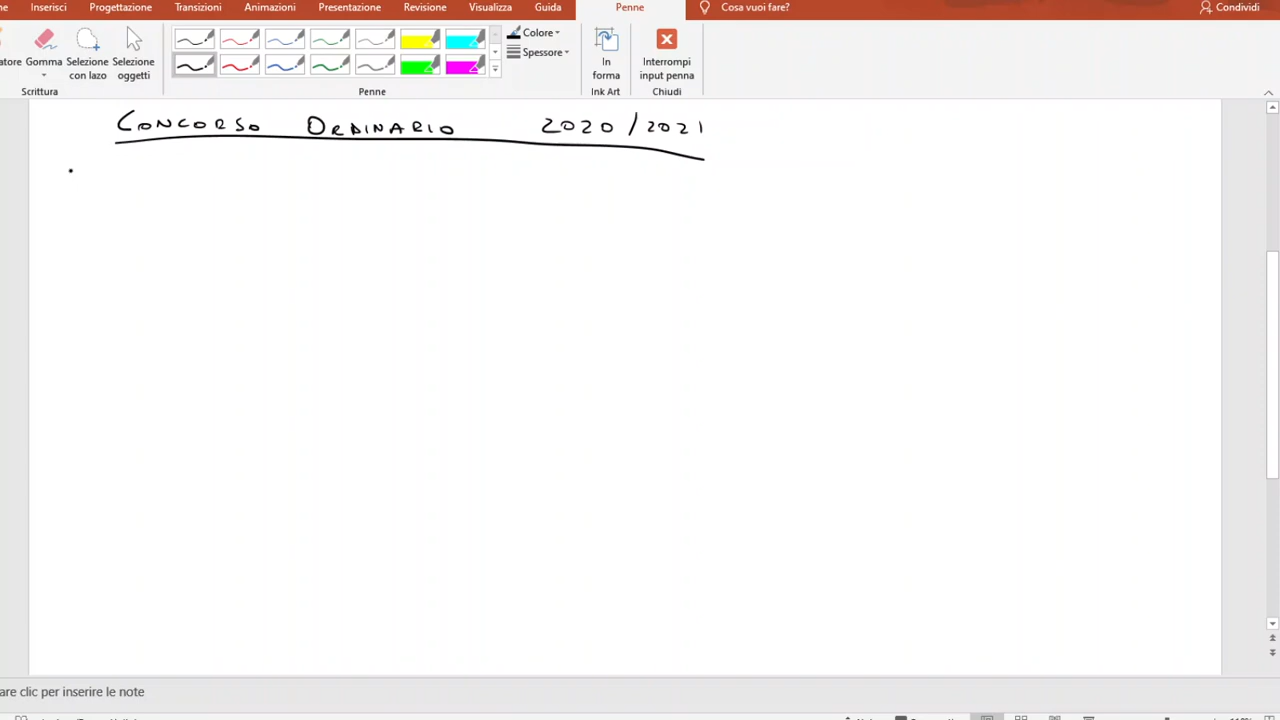 Inserisci Progettazione Transizioni Animazioni Presentazione Revisione Visualizza Guida Penne Cosa vuoi fare? Condividi
Gomma Selezione con lazo Selezione oggetti
Colore
Spessore
In forma
Interrompi input penna
Scrittura Penne Ink Art Chiudi
CONCORSO ORDINARIO 2020/2021
are clic per inserire le note